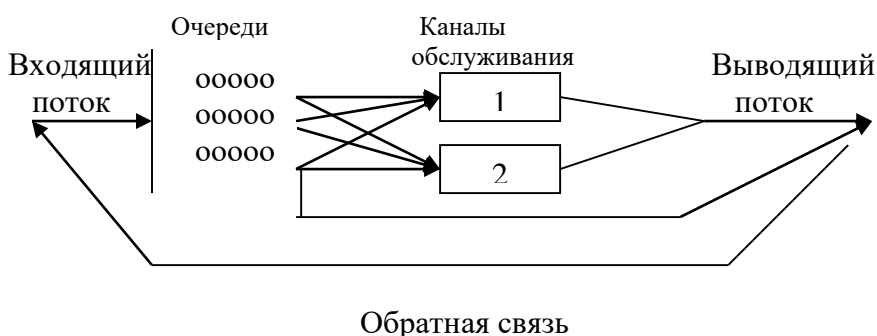 Очереди
Каналы
обслуживания
Входящий
поток
ооооо
ооооо
ооооо
1
2
Выводящий
поток
Обратная связь